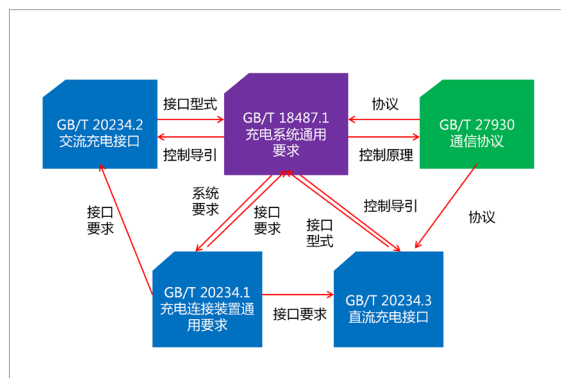 接口型式
协议
GB/T 20234.2
交流充电接口
GB/T 18487.1
充电系统通用
要求
GB/T 27930
通信协议
控制导引
控制原理
系统
要求
接口
要求
接口
型式
控制导引
接口
要求
协议
GB/T 20234.1
充电连接装置通
用要求
接口要求
GB/T 20234.3
直流充电接口